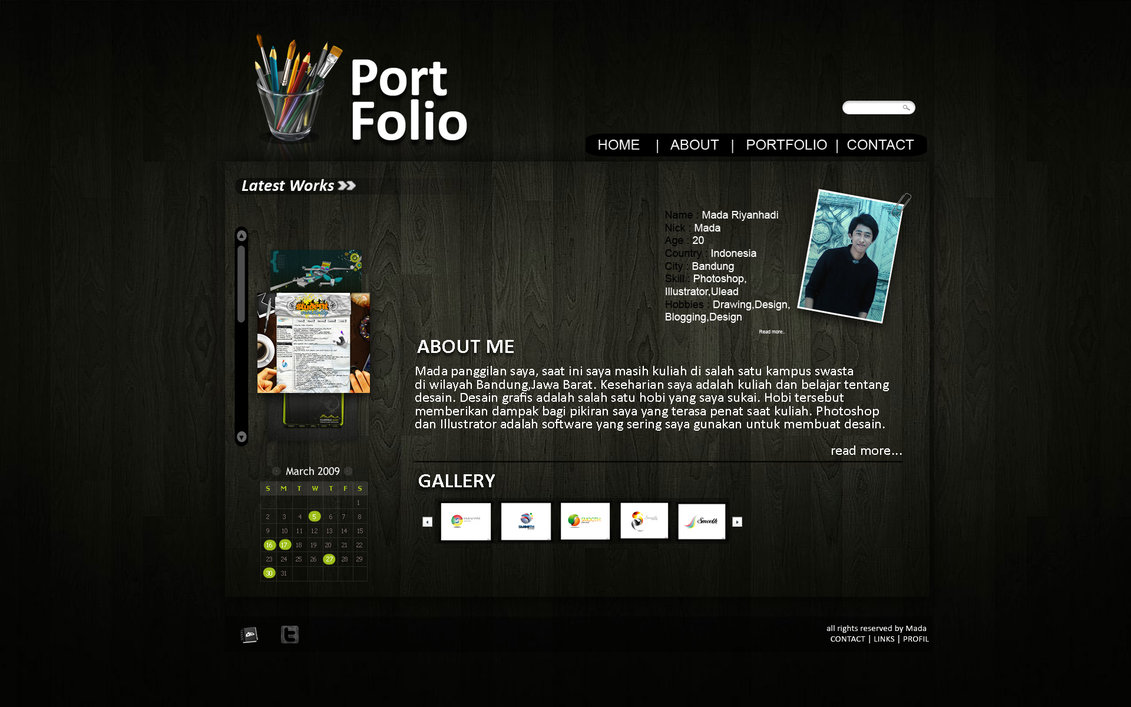 Port
Folio
HOME | ABOUT | PORTFOLIO | CONTACT
Latest Works
Name : Mada Riyanhadi
Nick : Mada
Age : 20
Country : Indonesia
City : Bandung
Skill : Photoshop,
Illustrator,Ulead
Hobbies : Drawing,Design,
Blogging,Design
Read more..
ABOUT ME
Mada panggilan saya, saat ini saya masih kuliah di salah satu kampus swasta
di wilayah Bandung,Jawa Barat. Keseharian saya adalah kuliah dan belajar tentang
desain. Desain grafis adalah salah satu hobi yang saya sukai. Hobi tersebut
memberikan dampak bagi pikiran saya yang terasa penat saat kuliah. Photoshop
dan Illustrator adalah software yang sering saya gunakan untuk membuat desain.
read more...
March 2009
S M T W T F S
1
2 3 4 5 6 7 8
9 10 11 12 13 14 15
16 17 18 19 20 21 22
23 24 25 26 27 28 29
30 31
GALLERY
Smooth
all rights reserved by Mada
CONTACT | LINKS | PROFIL